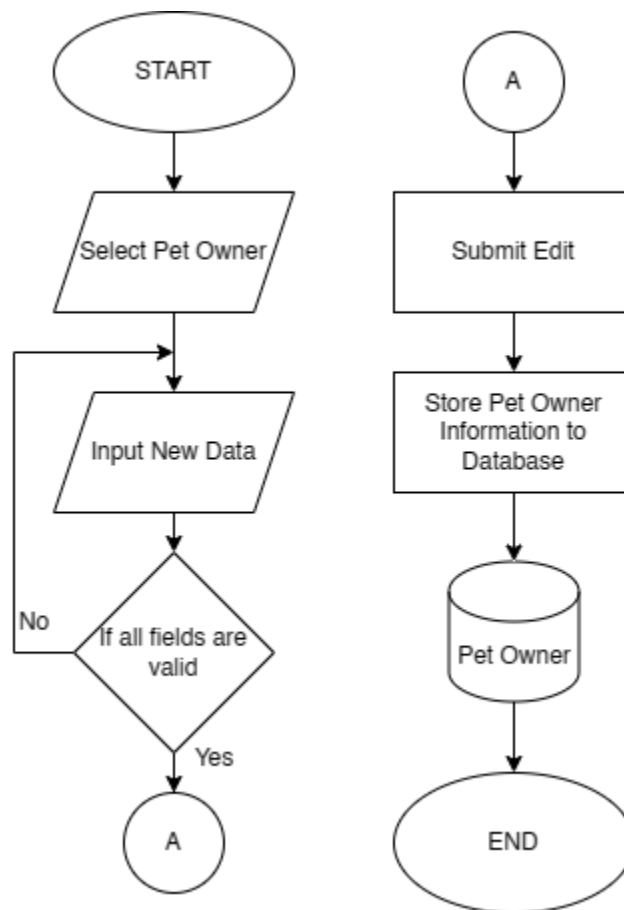 START
Select Pet Owner
Input New Data
If all fields are
valid
No
Yes
A
A
Submit Edit
Store Pet Owner
Information to
Database
Pet Owner
END